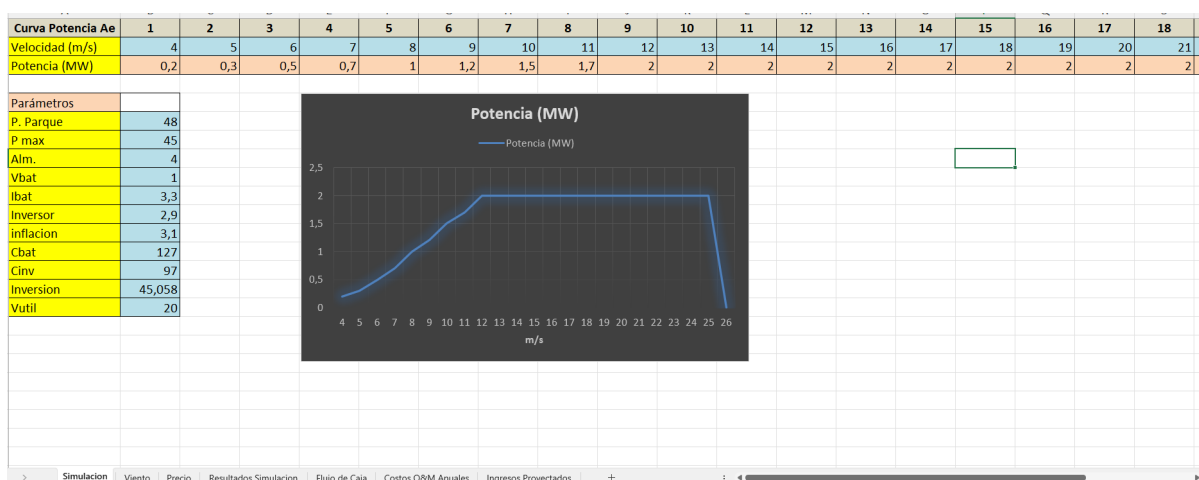 Curva Potencia Ae 1 2 3 4 5 6 7 8 9 10 11 12 13 14 15 16 17 18
Velocidad (m/s) 4 5 6 7 8 9 10 11 12 13 14 15 16 17 18 19 20 21
Potencia (MW) 0,2 0,3 0,5 0,7 1 1,2 1,5 1,7 2 2 2 2 2 2 2 2 2 2
Parámetros
P. Parque 48
P max 45
Alm. 4
Vbat 1
Ibat 3,3
Inversor 2,9
inflacion 3,1
Cbat 127
Cinv 97
Inversion 45,058
Vutil 20
Potencia (MW)
Potencia (MW)
2,5
2
1,5
1
0,5
0
4 5 6 7 8 9 10 11 12 13 14 15 16 17 18 19 20 21 22 23 24 25 26
m/s
Simulacion Viento Precio Resultados Simulacion Flujo de Caja Costos O&M Anuales Ingresos Proyectados +